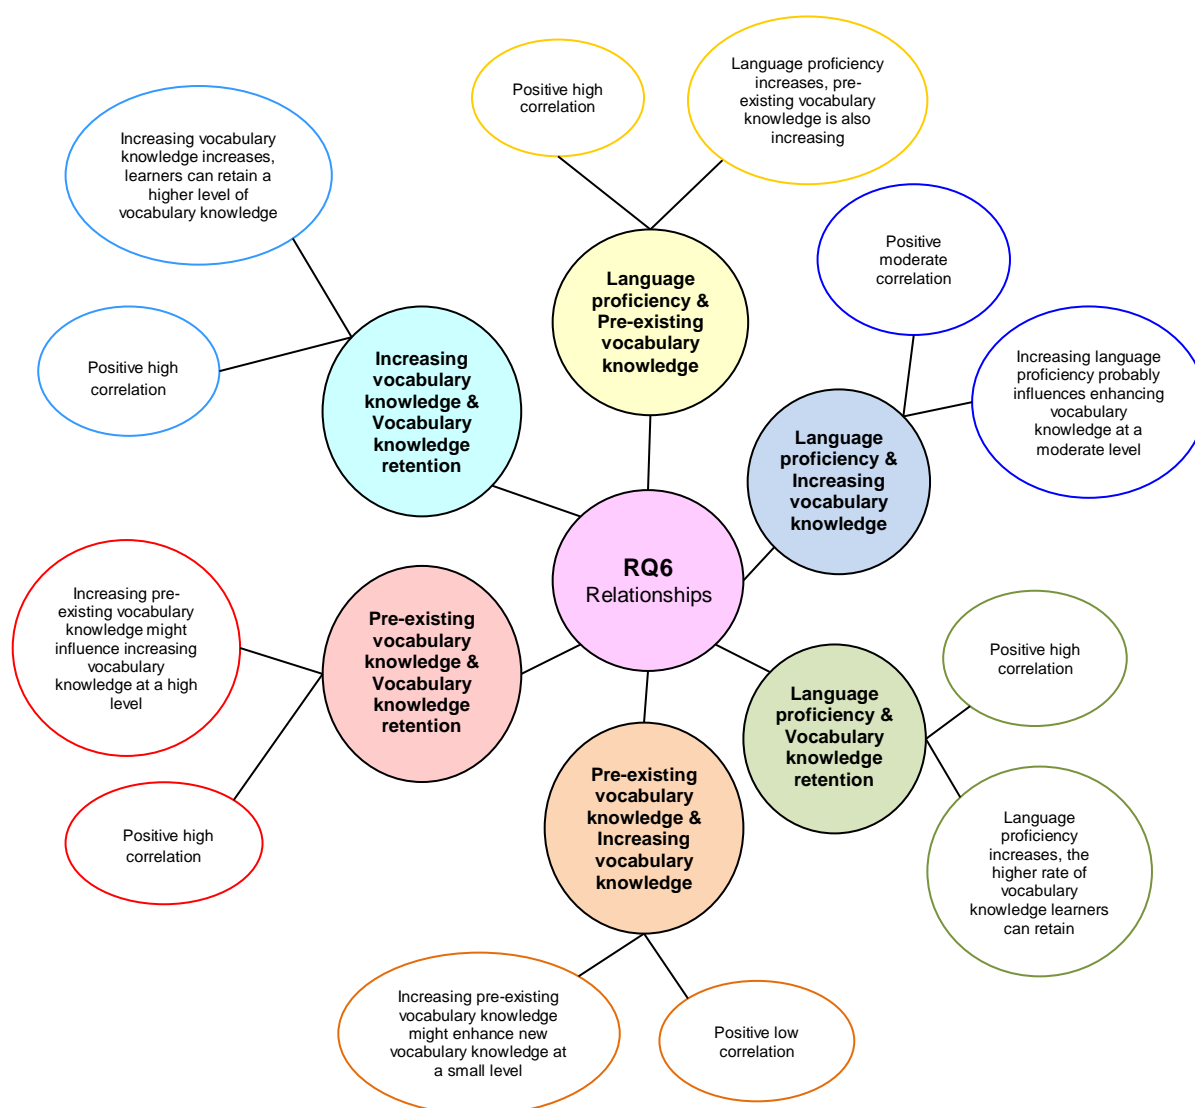 Positive high
correlation
Language proficiency
increases, pre-
existing vocabulary
knowledge is also
increasing
Increasing vocabulary
knowledge increases,
learners can retain a
higher level of
vocabulary knowledge
Positive
moderate
correlation
Language
proficiency &
Pre-existing
vocabulary
knowledge
Positive high
correlation
Increasing
vocabulary
knowledge &
Vocabulary
knowledge
retention
Increasing language
proficiency probably
influences enhancing
vocabulary
knowledge at a
moderate level
Language
proficiency &
Increasing
vocabulary
knowledge
RQ6
Relationships
Increasing pre-
existing vocabulary
knowledge might
influence increasing
vocabulary
knowledge at a high
level
Pre-existing
vocabulary
knowledge &
Vocabulary
knowledge
retention
Positive high
correlation
Language
proficiency &
Vocabulary
knowledge
retention
Pre-existing
vocabulary
knowledge &
Increasing
vocabulary
knowledge
Positive high
correlation
Language
proficiency
increases, the
higher rate of
vocabulary
knowledge learners
can retain
Increasing pre-existing
vocabulary knowledge
might enhance new
vocabulary knowledge at
a small level
Positive low
correlation